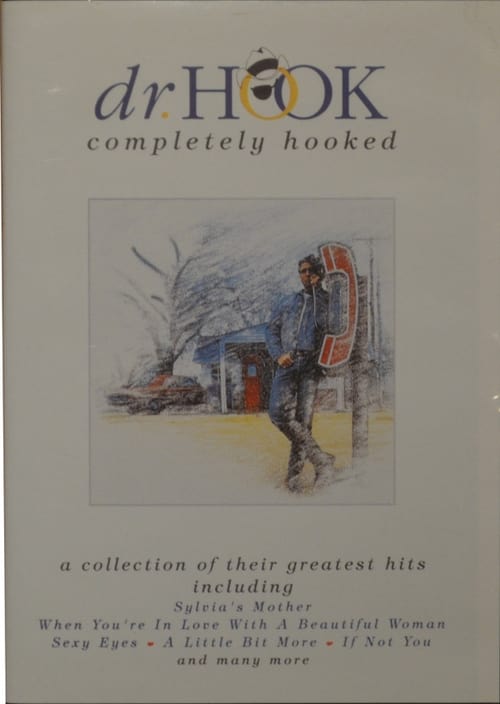 dr.HOOK
completely hooked
a collection of their greatest hits
including
Sylvia's Mother
When You're In Love With A Beautiful Woman
Sexy Eyes - A Little Bit More - If Not You
and many more